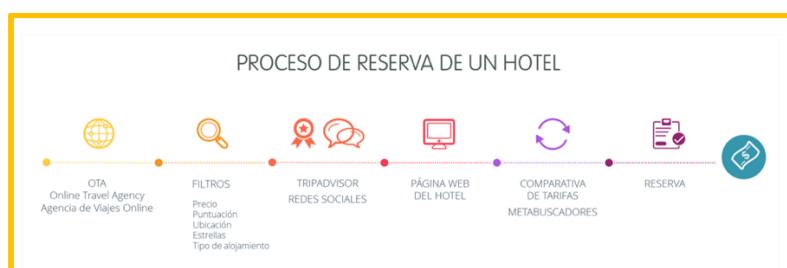 PROCESO DE RESERVA DE UN HOTEL
OTA
Online Travel Agency
Agencia de Viajes Online
FILTROS
Precio
Puntuación
Ubicación
Estrellas
Tipo de alojamiento
TRIPADVISOR
REDES SOCIALES
PÁGINA WEB
DEL HOTEL
COMPARATIVA
DE TARIFAS
METABUSCADORES
RESERVA
$